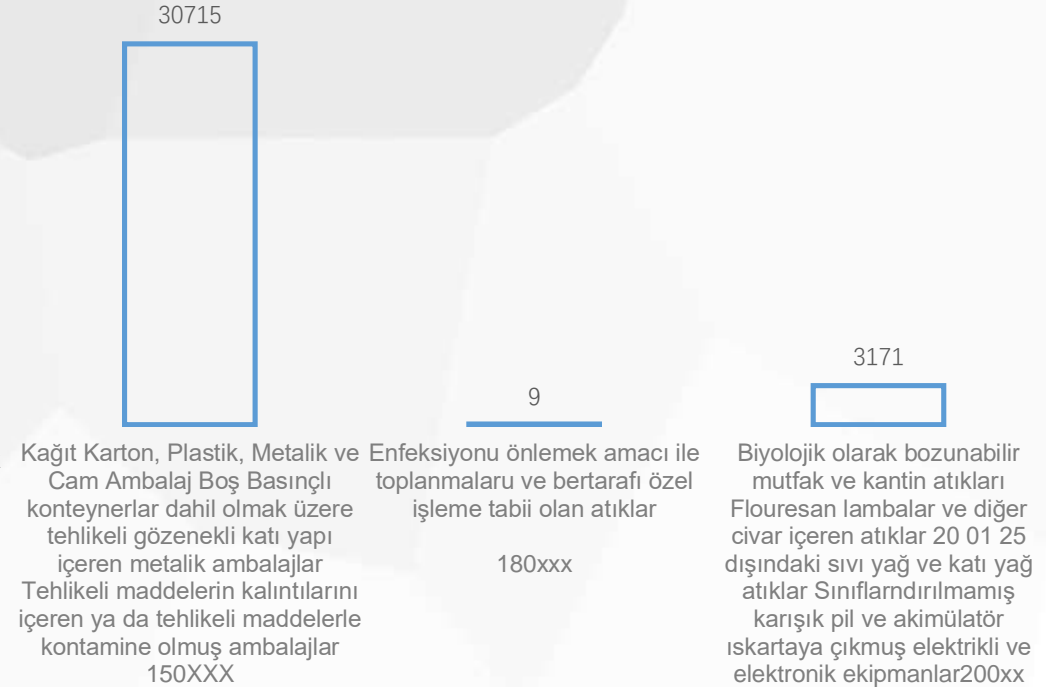 30715
Kağıt Karton, Plastik, Metalik ve
Cam Ambalaj Boş Basınçlı
konteynerlar dahil olmak üzere
tehlikeli gözenekli katı yapı
içeren metalik ambalajlar
Tehlikeli maddelerin kalıntılarını
içeren ya da tehlikeli maddelerle
kontamine olmuş ambalajlar
150XXX
9
Enfeksiyonu önlemek amacı ile
toplanmalaru ve bertarafı özel
işleme tabii olan atıklar
180xxx
3171
Biyolojik olarak bozunabilir
mutfak ve kantin atıkları
Flouresan lambalar ve diğer
civar içeren atıklar 20 01 25
dışındaki sıvı yağ ve katı yağ
atıklar Sınıflarndırılmamış
karışık pil ve akimülatör
ıskartaya çıkmuş elektrikli ve
elektronik ekipmanlar200xx